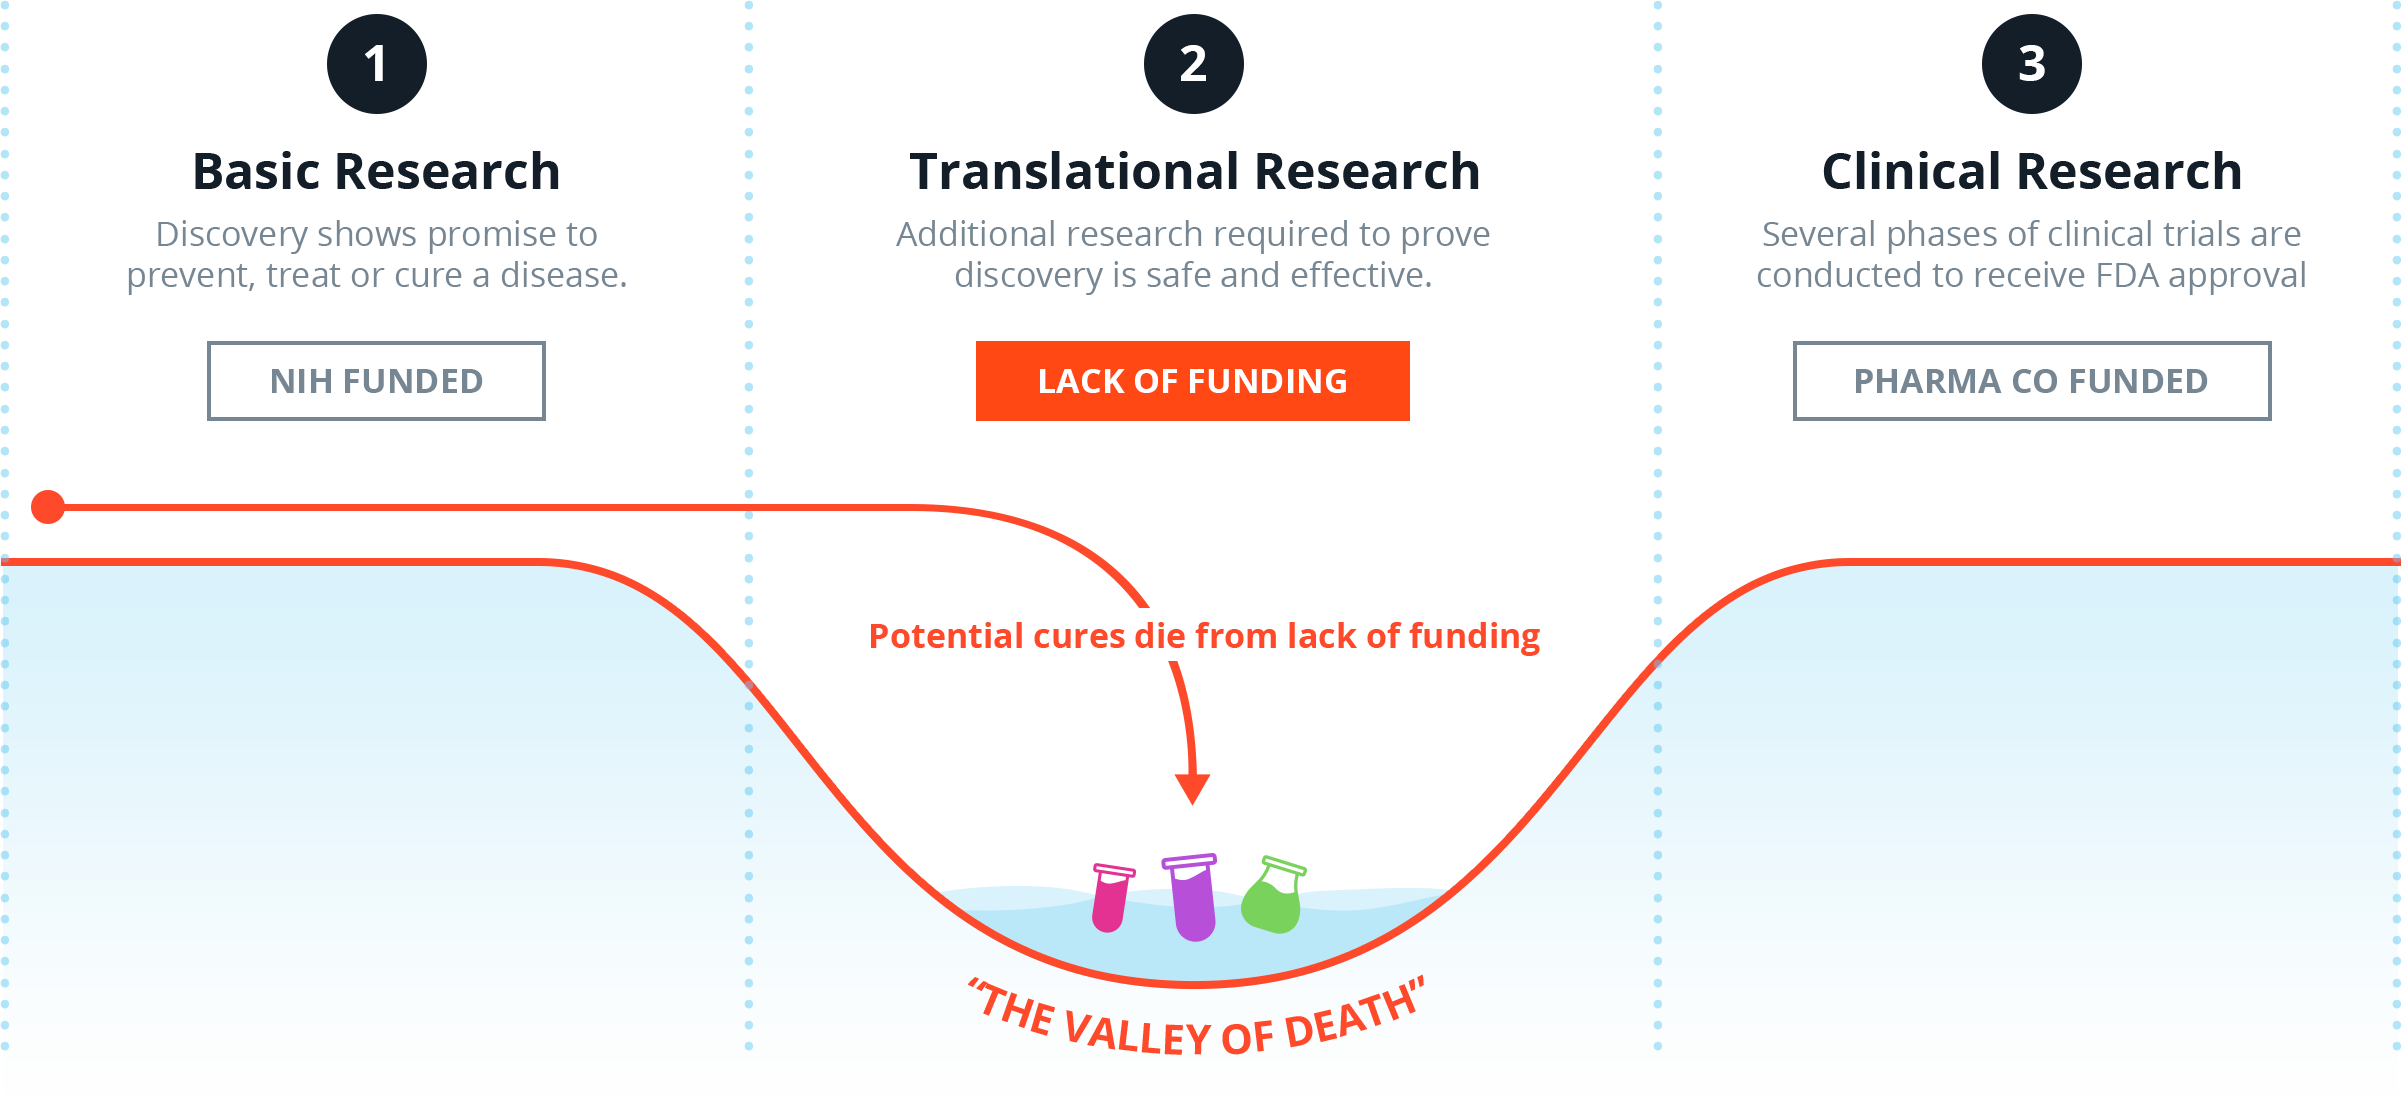 1
Basic Research
Discovery shows promise to
prevent, treat or cure a disease.
NIH FUNDED
2
Translational Research
Additional research required to prove
discovery is safe and effective.
LACK OF FUNDING
3
Clinical Research
Several phases of clinical trials are
conducted to receive FDA approval
PHARMA CO FUNDED
Potential cures die from lack of funding
“THE VALLEY OF DEATH”